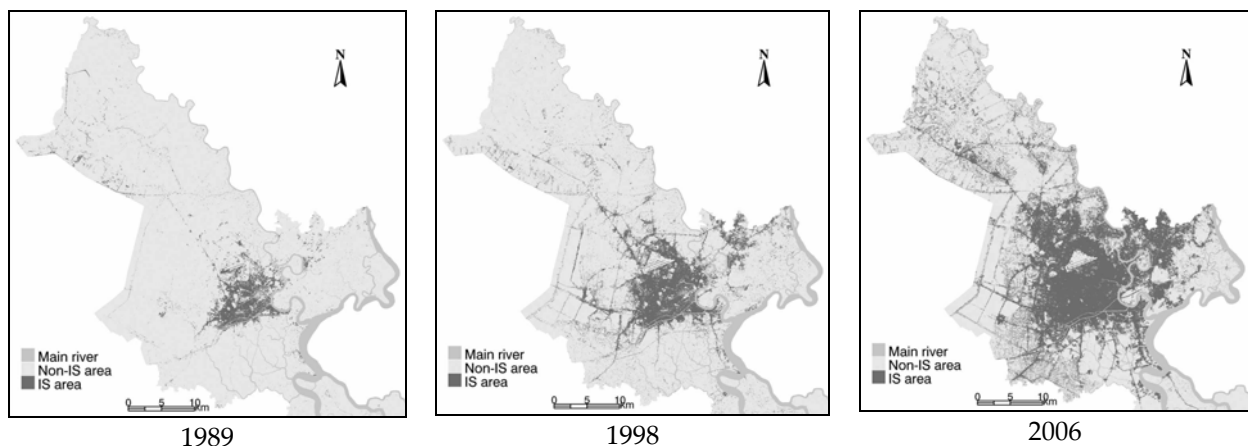 N
Main river
Non-IS area
IS area
0 5 10
Km
1989
N
Main river
Non-IS area
IS area
0 5 10
Km
1998
N
Main river
Non-IS area
IS area
0 5 10
Km
2006